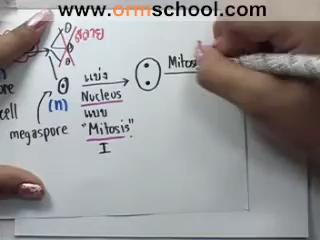 www.ormschool.com
สลาย
(n)
cell
megaspore
แบ่ง
Nucleus
แบบ
"Mitosis"
I
Mitos